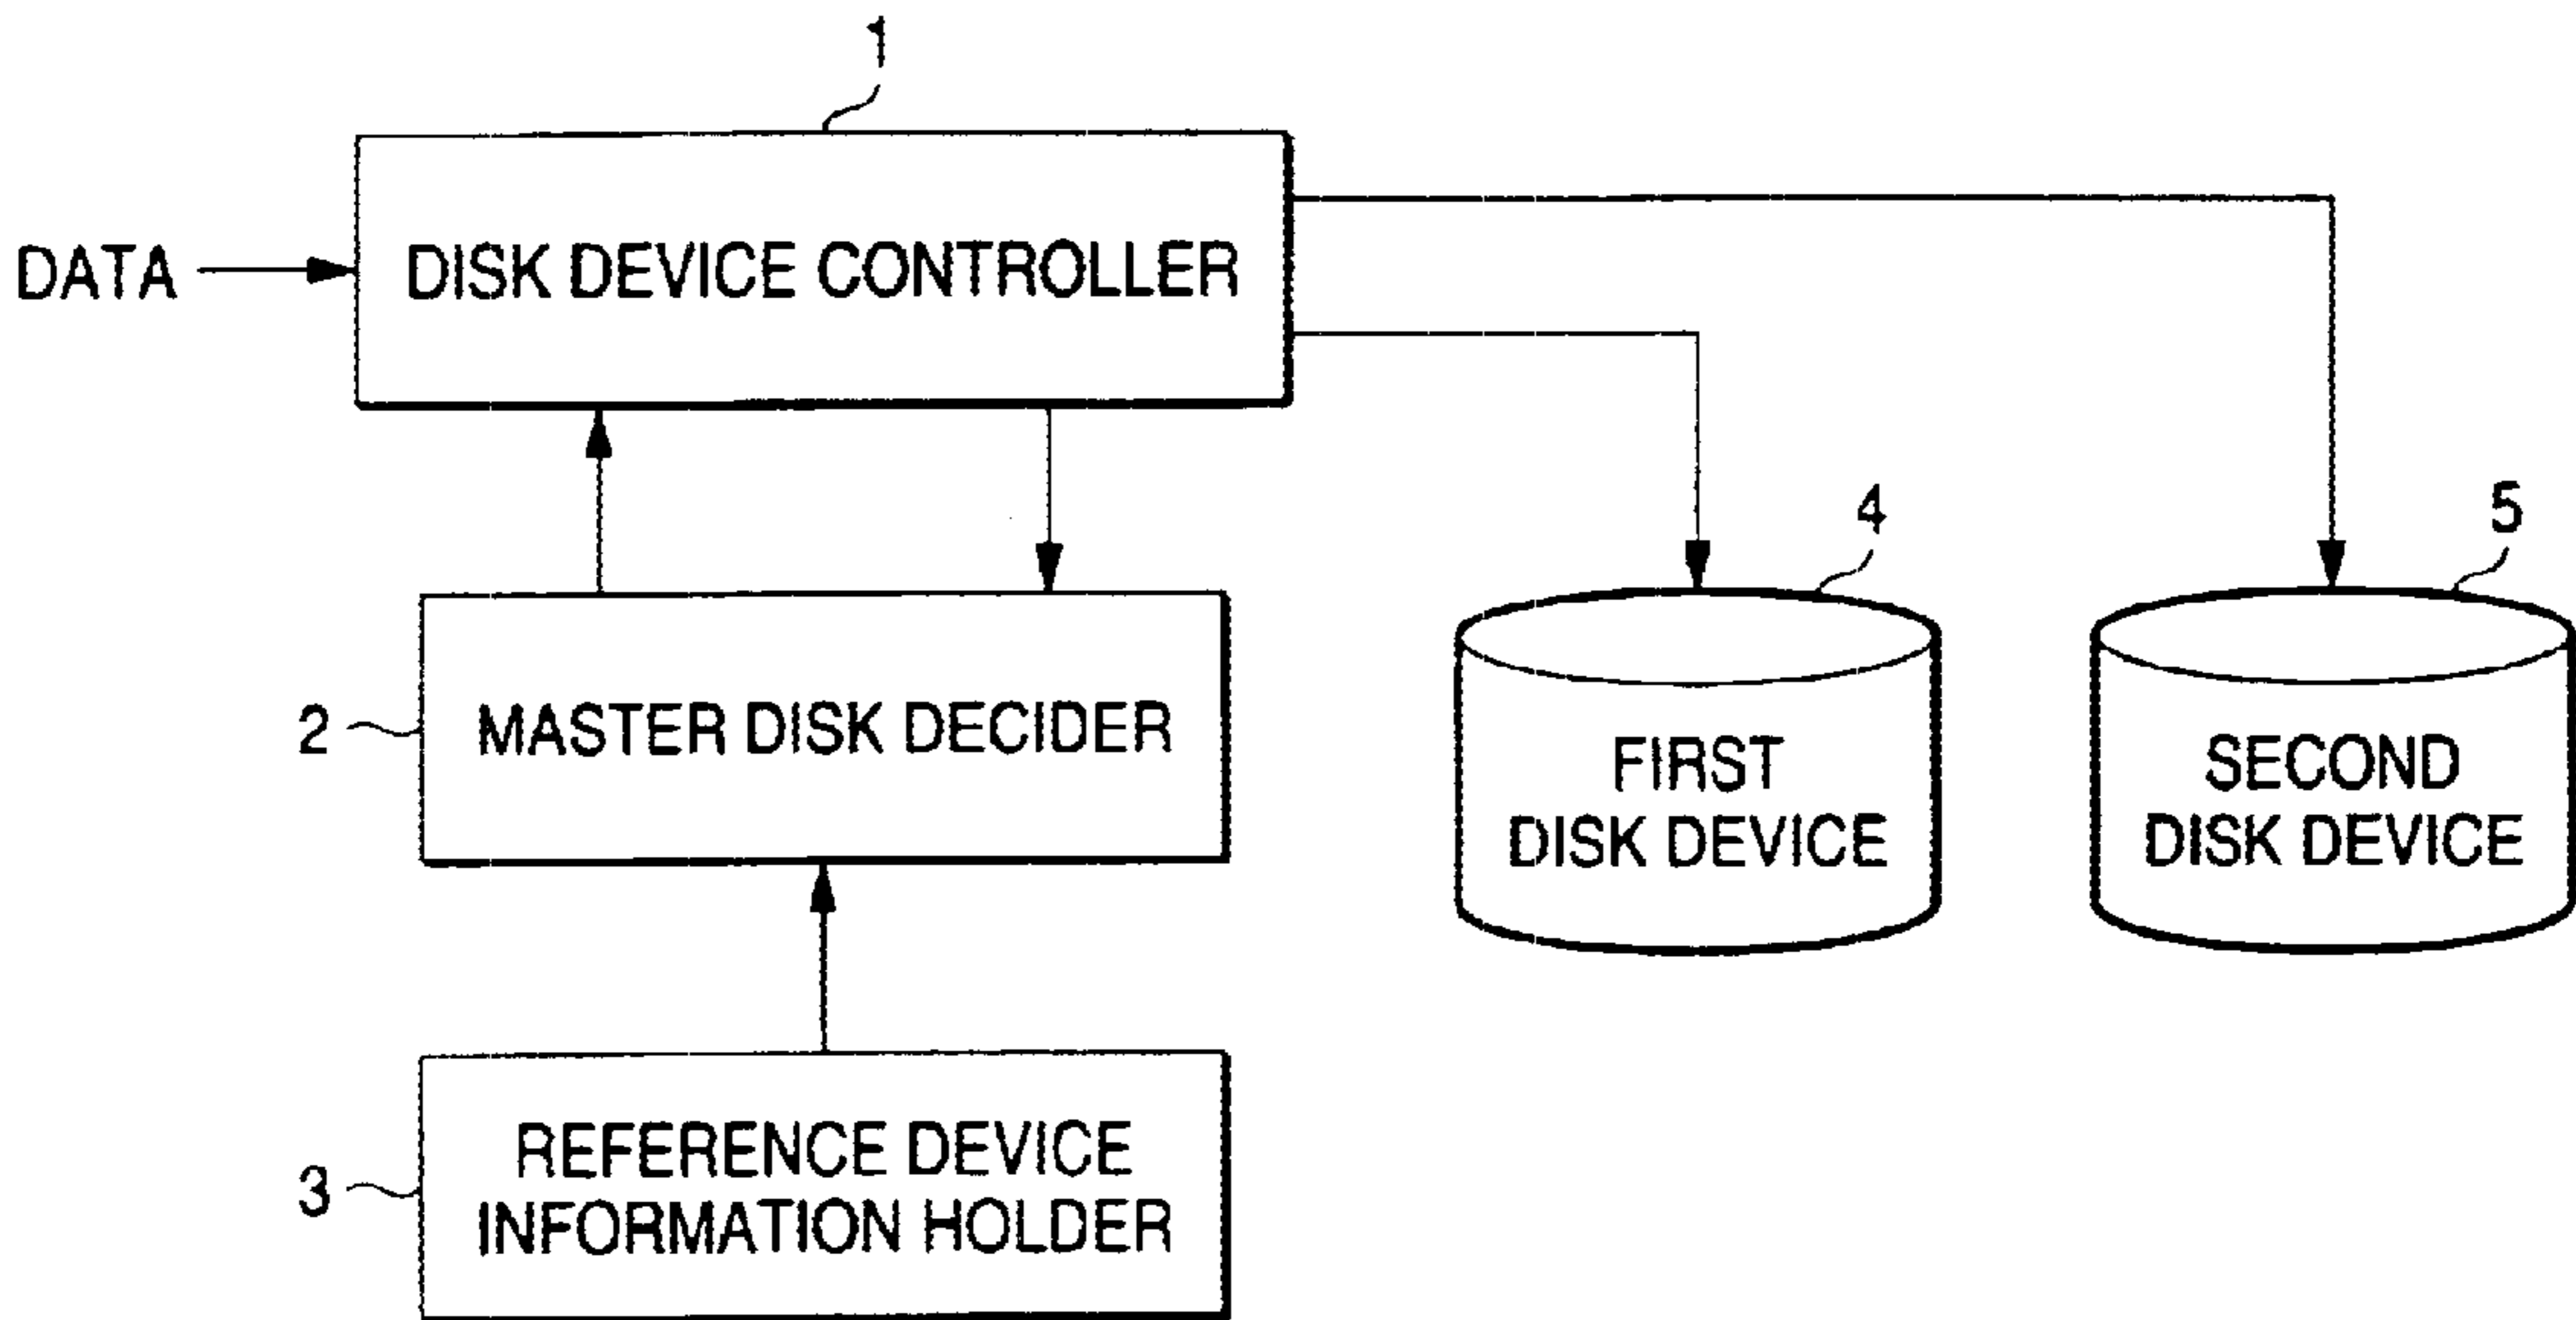 1
DATA
DISK DEVICE CONTROLLER
4
5
2
MASTER DISK DECIDER
FIRST
DISK DEVICE
SECOND
DISK DEVICE
3
REFERENCE DEVICE
INFORMATION HOLDER